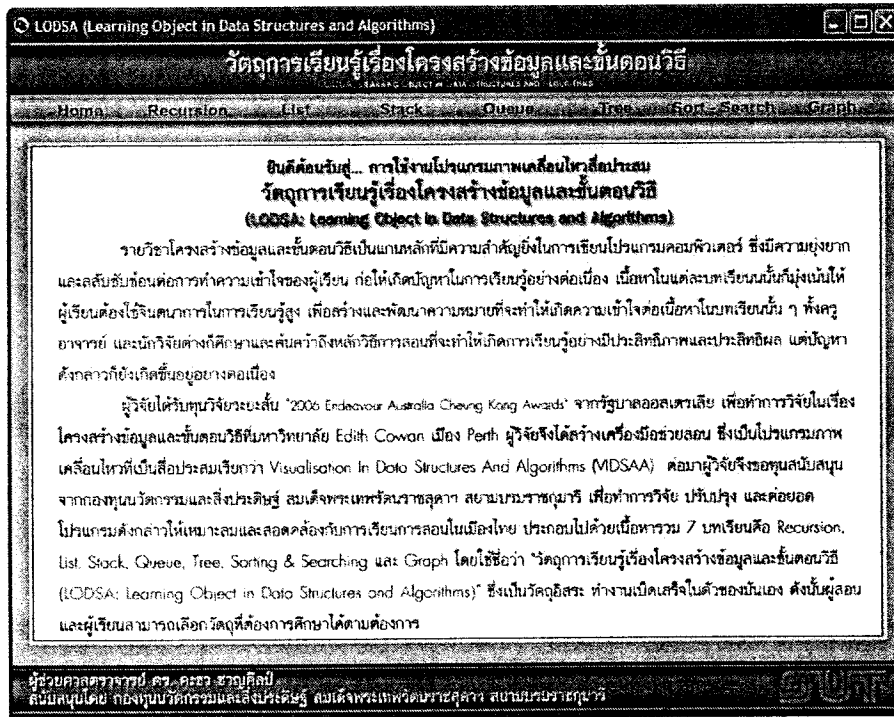 LODSA (Learning Object in Data Structures and Algorithms)
วัตถุการเรียนรู้เรื่องโครงสร้างข้อมูลและขั้นตอนวิธี
Home Recursion List Stack Queue Tree Sort - Search Graph
ยินดีต้อนรับสู่... การใช้งานโปรแกรมภาพเคลื่อนไหวสื่อประสม
วัตถุการเรียนรู้เรื่องโครงสร้างข้อมูลและขั้นตอนวิธี
(LODSA: Learning Object in Data Structures and Algorithms)
รายวิชาโครงสร้างข้อมูลและขั้นตอนวิธีเป็นแกนหลักที่มีความสำคัญยิ่งในการเขียนโปรแกรมคอมพิวเตอร์ ซึ่งมีความยุ่งยาก
และสลับซับซ้อนต่อการทำความเข้าใจของผู้เรียน ก่อให้เกิดปัญหาในการเรียนรู้อย่างต่อเนื่อง เนื้อหาในแต่ละบทเรียนนั้นก็มุ่งเน้นให้
ผู้เรียนต้องใช้จินตนาการในการเรียนรู้สูง เพื่อสร้างและพัฒนาความหมายที่จะทำให้เกิดความเข้าใจต่อเนื้อหาในบทเรียนนั้น ๆ ทั้งครู
อาจารย์ และนักวิจัยต่างก็ศึกษาและค้นคว้าถึงหลักวิธีการสอนที่จะทำให้เกิดการเรียนรู้อย่างมีประสิทธิภาพและประสิทธิผล แต่ปัญหา
ดังกล่าวก็ยังเกิดขึ้นอยู่อย่างต่อเนื่อง
ผู้วิจัยได้รับทุนวิจัยระยะสั้น "2006 Endeavour Australia Cheung Kong Awards" จากรัฐบาลออสเตรเลีย เพื่อทำการวิจัยในเรื่อง
โครงสร้างข้อมูลและขั้นตอนวิธีที่มหาวิทยาลัย Edith Cowan เมือง Perth ผู้วิจัยจึงได้สร้างเครื่องมือช่วยสอน ซึ่งเป็นโปรแกรมภาพ
เคลื่อนไหวที่เป็นสื่อประสมเรียกว่า Visualisation In Data Structures And Algorithms (VIDSAA) ต่อมาผู้วิจัยจึงขอทุนสนับสนุน
จากกองทุนนวัตกรรมและสิ่งประดิษฐ์ สมเด็จพระเทพรัตนราชสุดาฯ สยามบรมราชกุมารี เพื่อทำการวิจัย ปรับปรุง และต่อยอด
โปรแกรมดังกล่าวให้เหมาะสมและสอดคล้องกับการเรียนการสอนในเมืองไทย ประกอบไปด้วยเนื้อหารวม 7 บทเรียนคือ Recursion,
List, Stack, Queue, Tree, Sorting & Searching และ Graph โดยใช้ชื่อว่า "วัตถุการเรียนรู้เรื่องโครงสร้างข้อมูลและขั้นตอนวิธี
(LODSA: Learning Object in Data Structures and Algorithms)" ซึ่งเป็นวัตถุอิสระ ทำงานเบ็ดเสร็จในตัวของมันเอง ดังนั้นผู้สอน
และผู้เรียนสามารถเลือกวัตถุที่ต้องการศึกษาได้ตามต้องการ
ผู้ช่วยศาสตราจารย์ ดร.
สนับสนุนโดย กองทุนนวัตกรรมและสิ่งประดิษฐ์ สมเด็จพระเทพรัตนราชสุดาฯ สยามบรมราชกุมารี